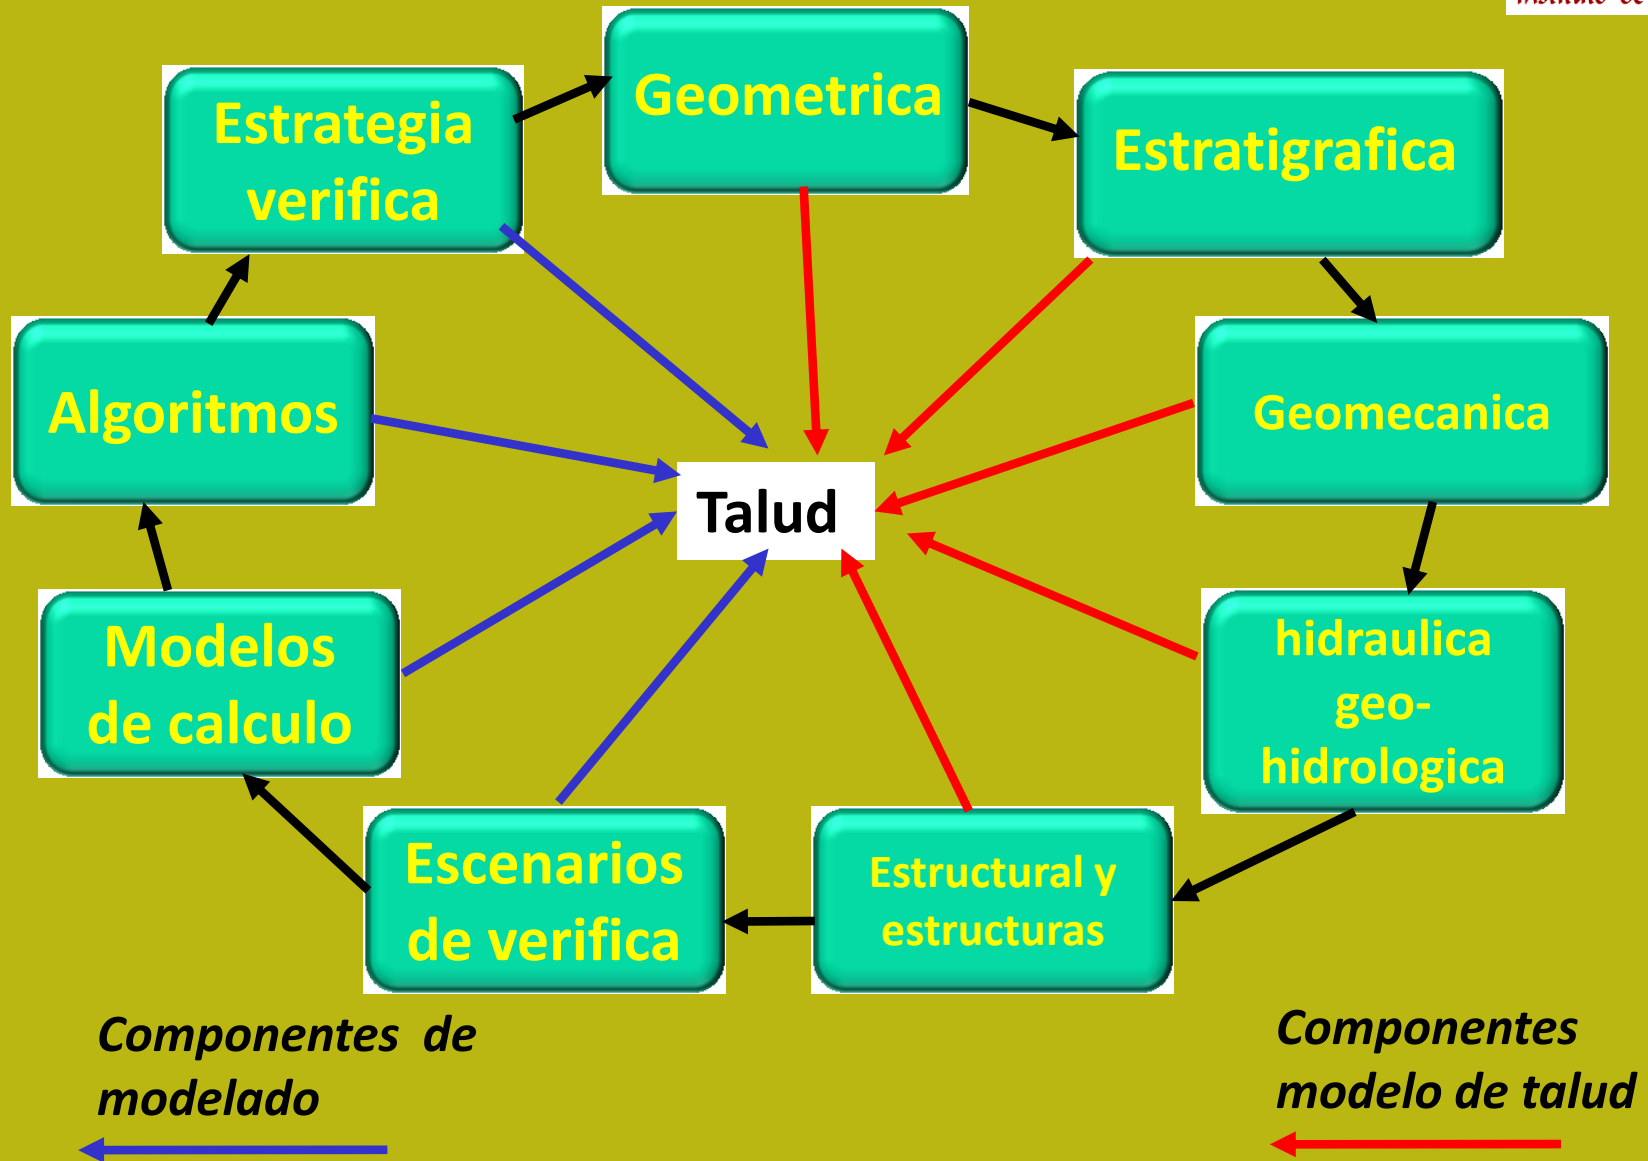 Geometrica
Estratigrafica
Geomecanica
hidraulica
geo-
hidrologica
Estructural y
estructuras
Escenarios
de verifica
Modelos
de calculo
Algoritmos
Estrategia
verifica
Talud
Componentes de
modelado
Componentes
modelo de talud